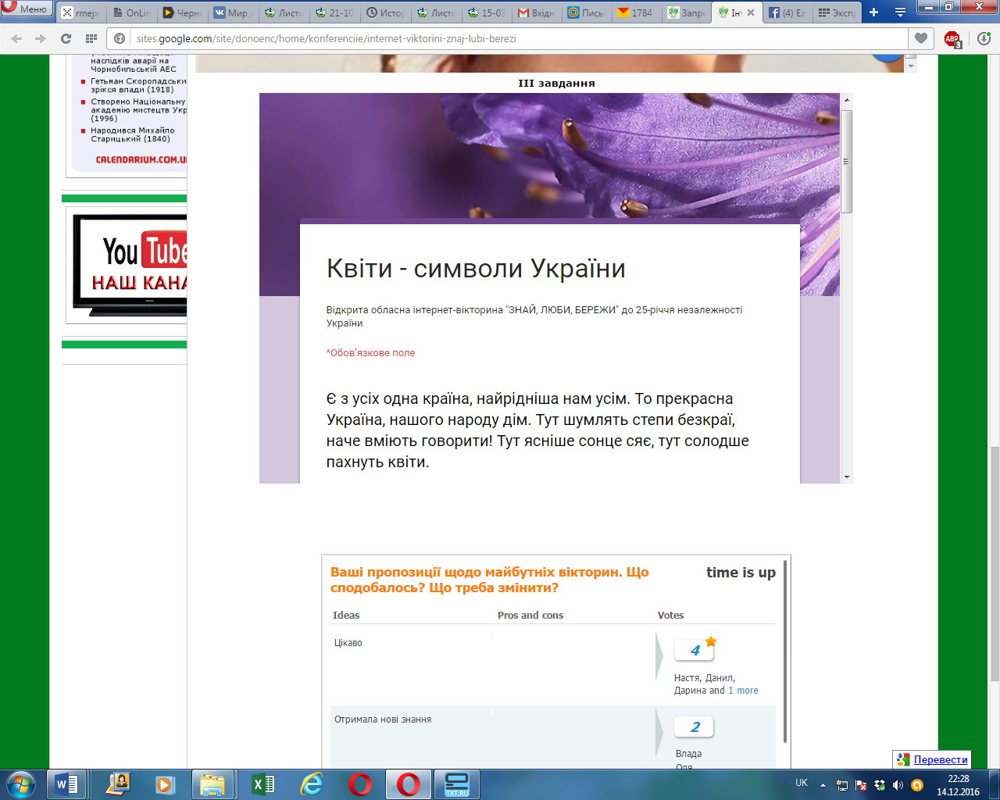 Меню
rmejx
OnLin
Черн
Мир
Листи
21-10
Истор
Листи
15-03
Вхідн
Письм
1784
Запро
Ін
(4) Ел
Экспр
sites.google.com/site/donoenc/home/konferenciie/internet-viktorini-znaj-lubi-berezi
ABP
3
наслідків аварії на
Чорнобильській АЕС
Гетьман Скоропадськи
зрікся влади (1918)
Створено Національну
академію мистецтв Укр
(1996)
Народився Михайло
Старицький (1840)
CALENDARIUM.COM.U
You Tube
НАШ КАНА
III завдання
Квіти - символи України
Відкрита обласна інтернет-вікторина "ЗНАЙ, ЛЮБИ, БЕРЕЖИ" до 25-річчя незалежності
України
*Обов'язкове поле
Є з усіх одна країна, найрідніша нам усім. То прекрасна
Україна, нашого народу дім. Тут шумлять степи безкраї,
наче вміють говорити! Тут ясніше сонце сяє, тут солодше
пахнуть квіти.
Ваші пропозиції щодо майбутніх вікторин. Що
сподобалось? Що треба змінити?
time is up
Ideas Pros and cons Votes
Цікаво
4
Настя, Данил,
Дарина and 1 more
Отримала нові знання
2
Влада
Оля
Перевести
TXT.RU
UK
22:28
14.12.2016